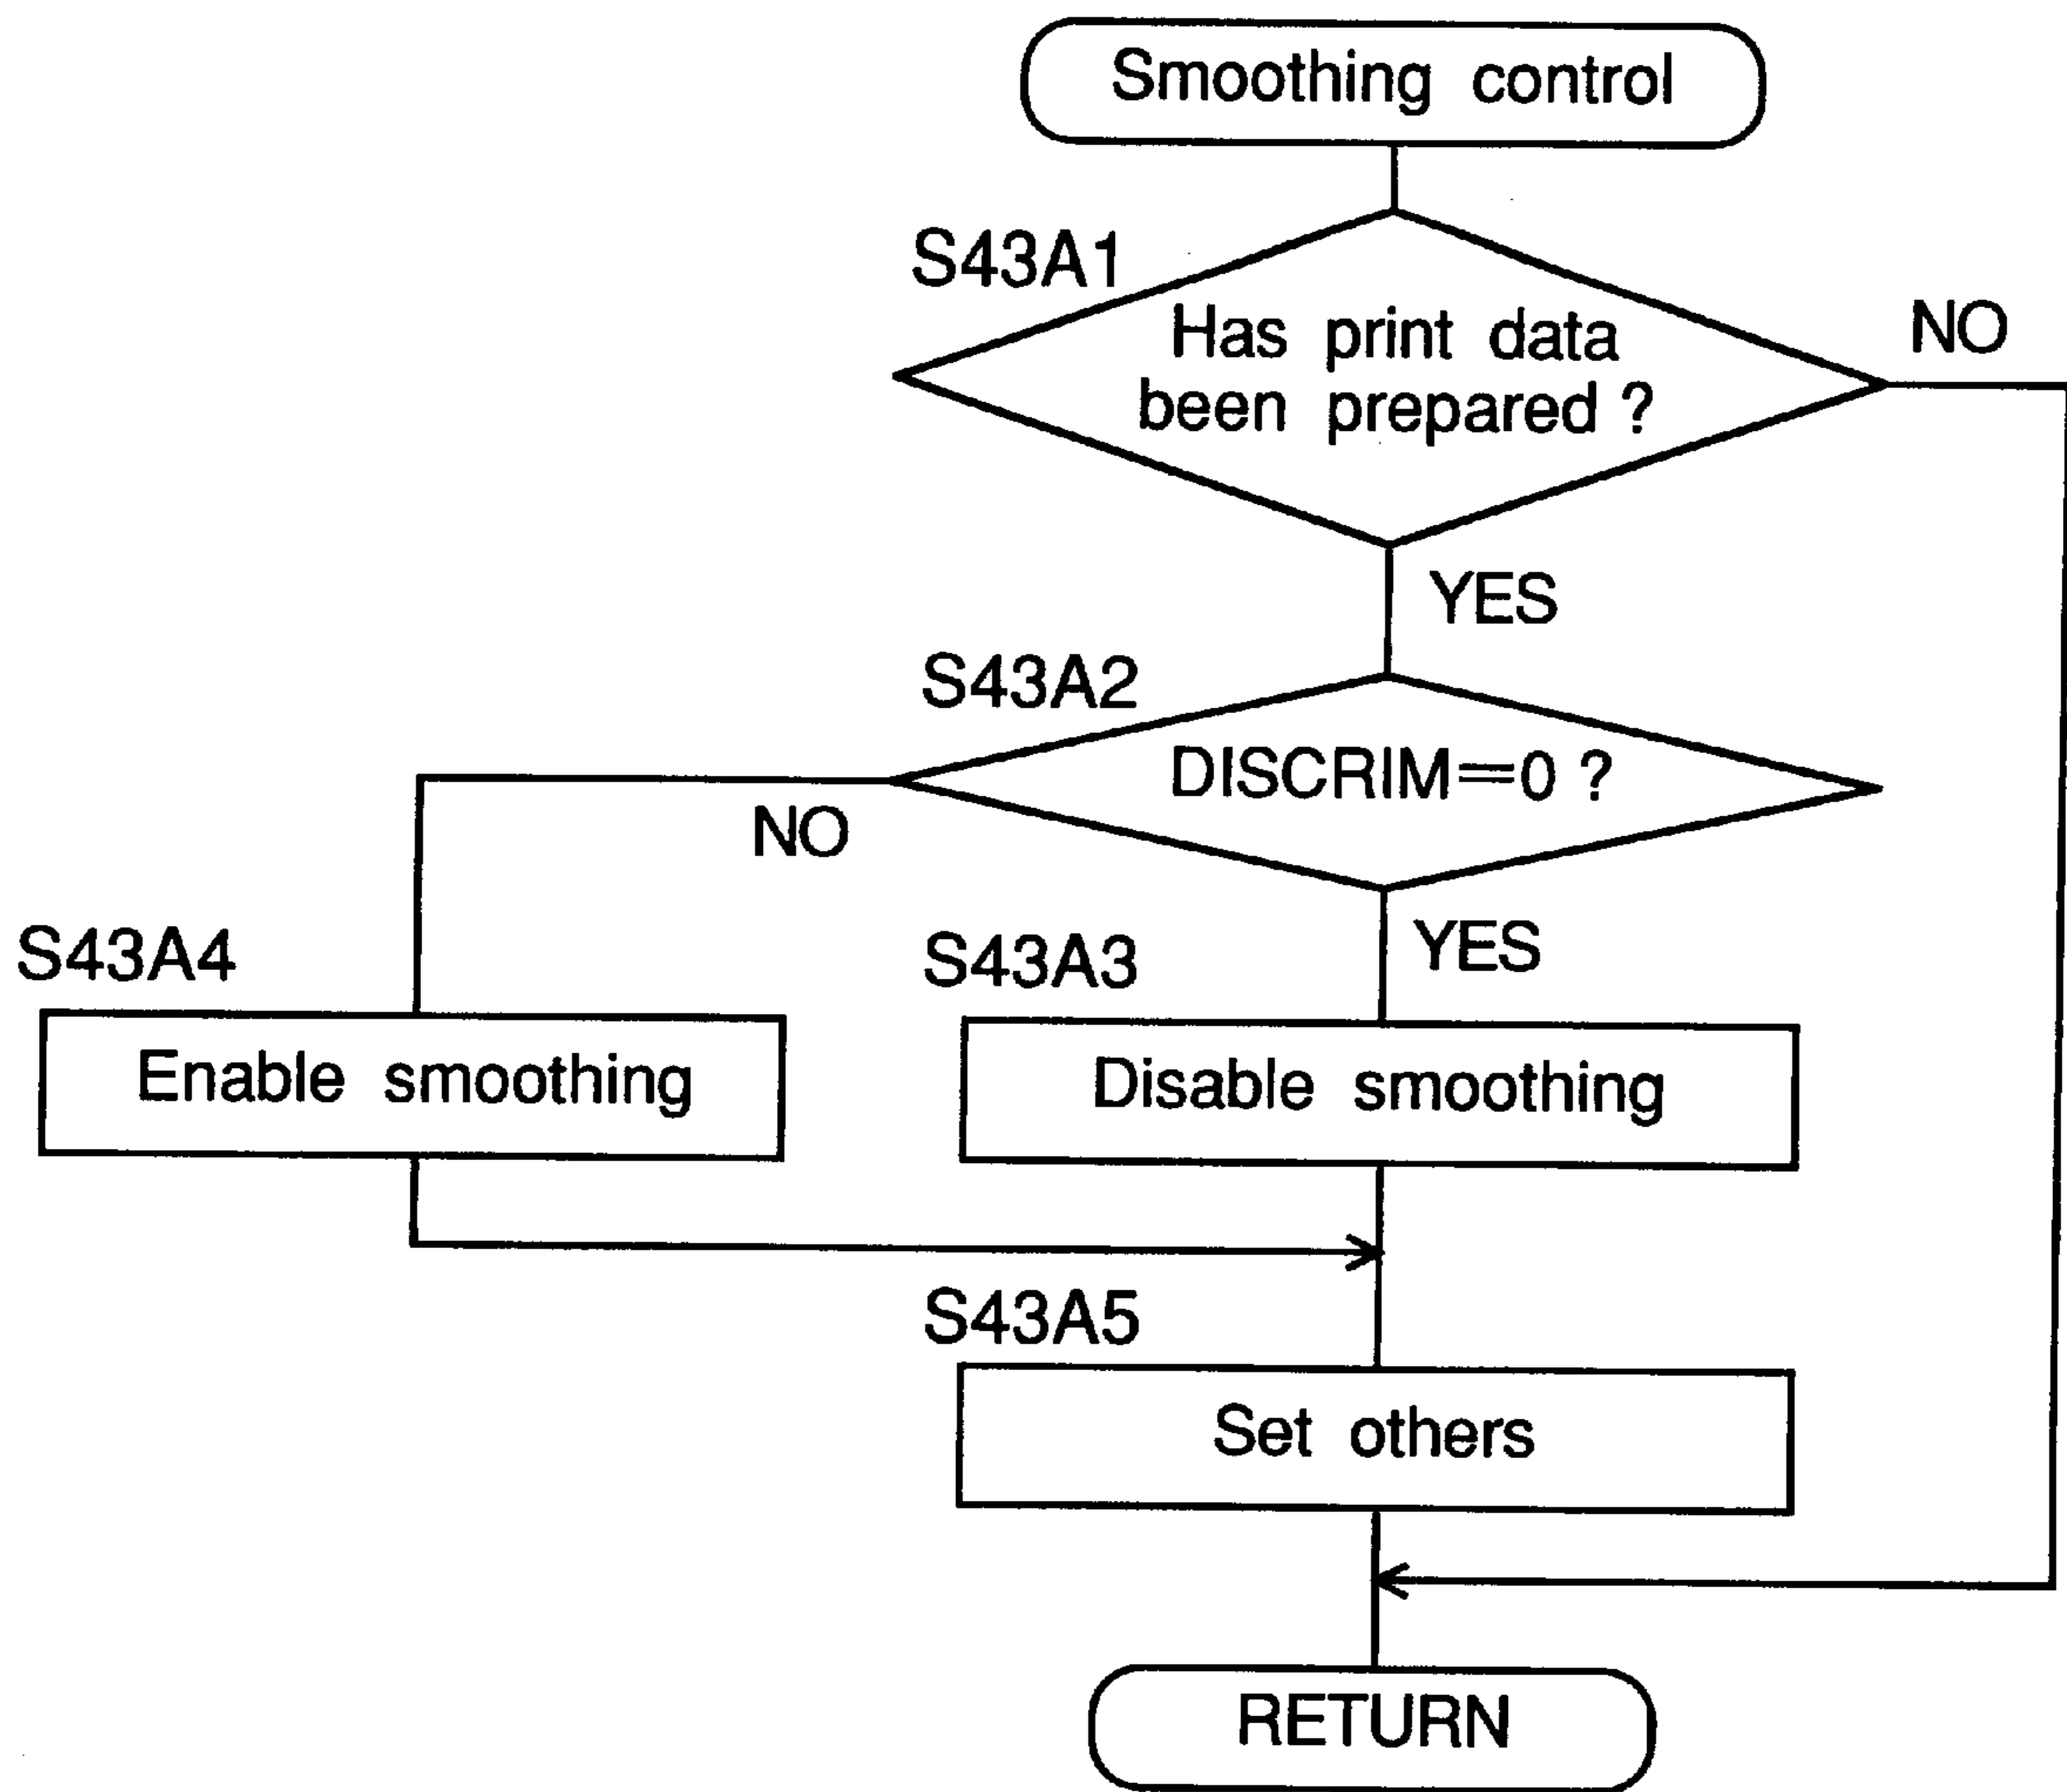 Smoothing control
S43A1
Has print data
been prepared ?
NO
YES
S43A2
DISCRIM=0 ?
NO
YES
S43A4
S43A3
Enable smoothing
Disable smoothing
S43A5
Set others
RETURN